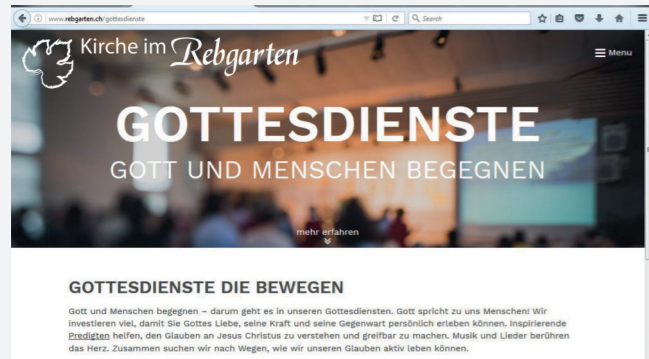 www.rebgarten.ch/gottesdienste
Search
Kirche im Rebgarten
Menu
GOTTESDIENSTE
GOTT UND MENSCHEN BEGEGNEN
mehr erfahren
GOTTESDIENSTE DIE BEWEGEN
Gott und Menschen begegnen – darum geht es in unseren Gottesdiensten. Gott spricht zu uns Menschen! Wir
investieren viel, damit Sie Gottes Liebe, seine Kraft und seine Gegenwart persönlich erleben können. Inspirierende
Predigten helfen, den Glauben an Jesus Christus zu verstehen und greifbar zu machen. Musik und Lieder berühren
das Herz. Zusammen suchen wir nach Wegen, wie wir unseren Glauben aktiv leben können.